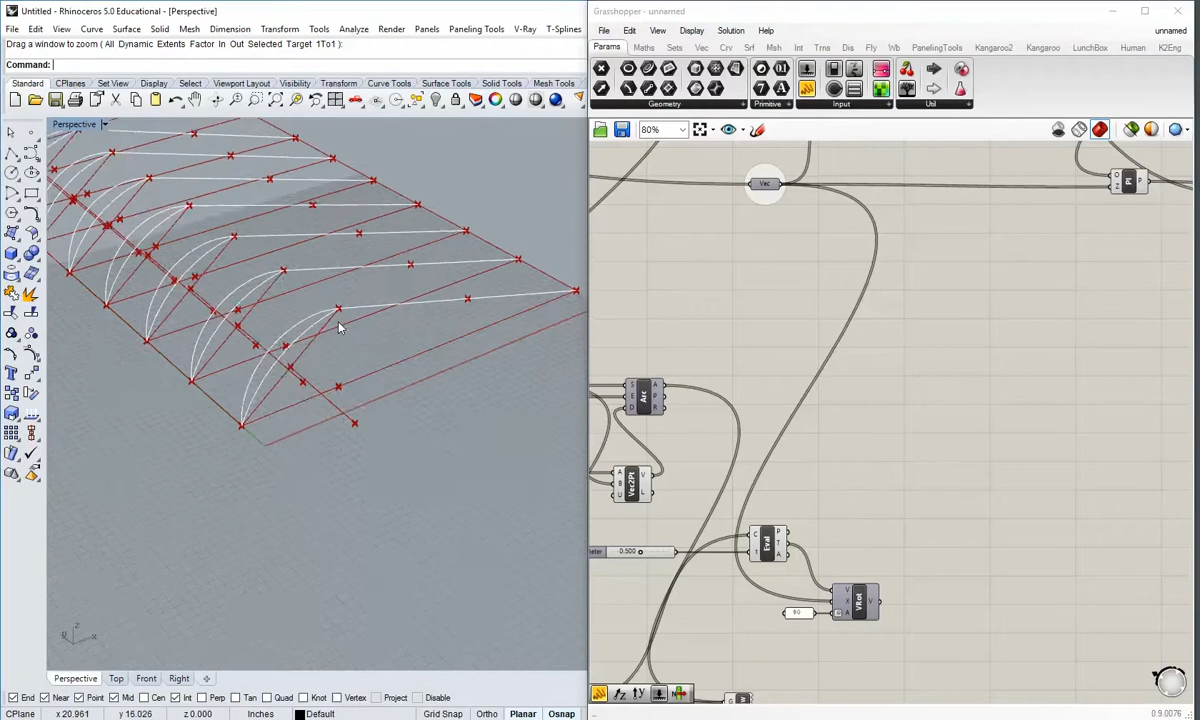 Untitled - Rhinoceros 5.0 Educational - [Perspective]
File Edit View Curve Surface Solid Mesh Dimension Transform Tools Analyze Render Panels Paneling Tools V-Ray T-Splines
Drag a window to zoom ( All Dynamic Extents Factor In Out Selected Target 1To1 ):
Command:
Standard CPlanes Set View Display Select Viewport Layout Visibility Transform Curve Tools Surface Tools Solid Tools Mesh Tools
Perspective
z
y x
Perspective Top Front Right
End Near Point Mid Cen Int Perp Tan Quad Knot Vertex Project Disable
CPlane x 20.961 y 16.026 z 0.000 Inches Default Grid Snap Ortho Planar Osnap
Grasshopper - unnamed
File Edit View Display Solution Help unnamed
Params Maths Sets Vec Crv Srf Mesh Int Trns Dis Fly Wb PanelingTools Kangaroo2 Kangaroo LunchBox Human K2Eng
Geometry Primitive Input Util
80%
Vec
O Z Pl P
S E D Arc A P R
A B U Vec2Pt V L
meter 0.500
C t Eval P T A
90
V X A VRot V
0.9.0076